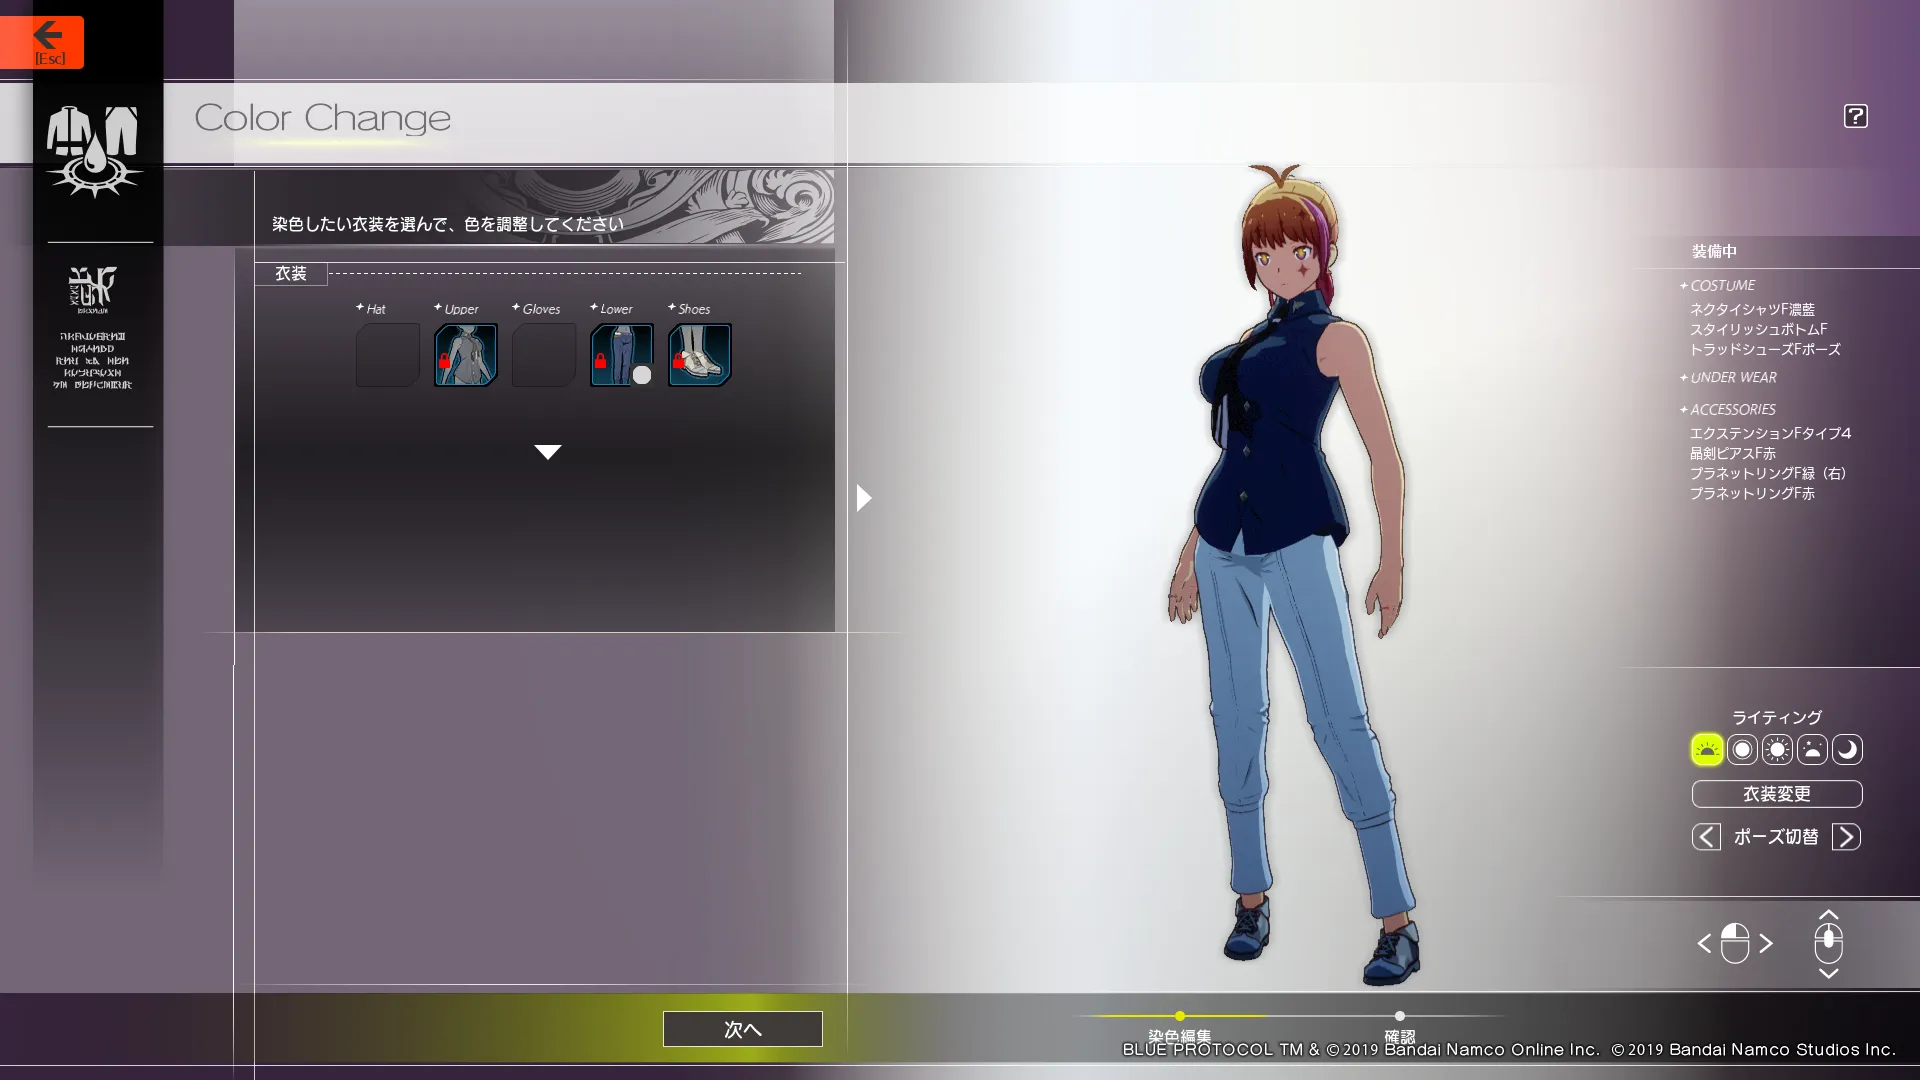 [Esc]
Color Change
?
染色したい衣装を選んで、色を調整してください
衣装
Hat
Upper
Gloves
Lower
Shoes
装備中
COSTUME
ネクタイシャツF濃藍
スタイリッシュボトムF
トラッドシューズFポーズ
UNDER WEAR
ACCESSORIES
エクステンションFタイプ4
晶剣ピアスF赤
プラネットリングF緑（右）
プラネットリングF赤
ライティング
衣装変更
ポーズ切替
次へ
染色編集
確認
BLUE PROTOCOL TM & ©2019 Bandai Namco Online Inc. ©2019 Bandai Namco Studios Inc.